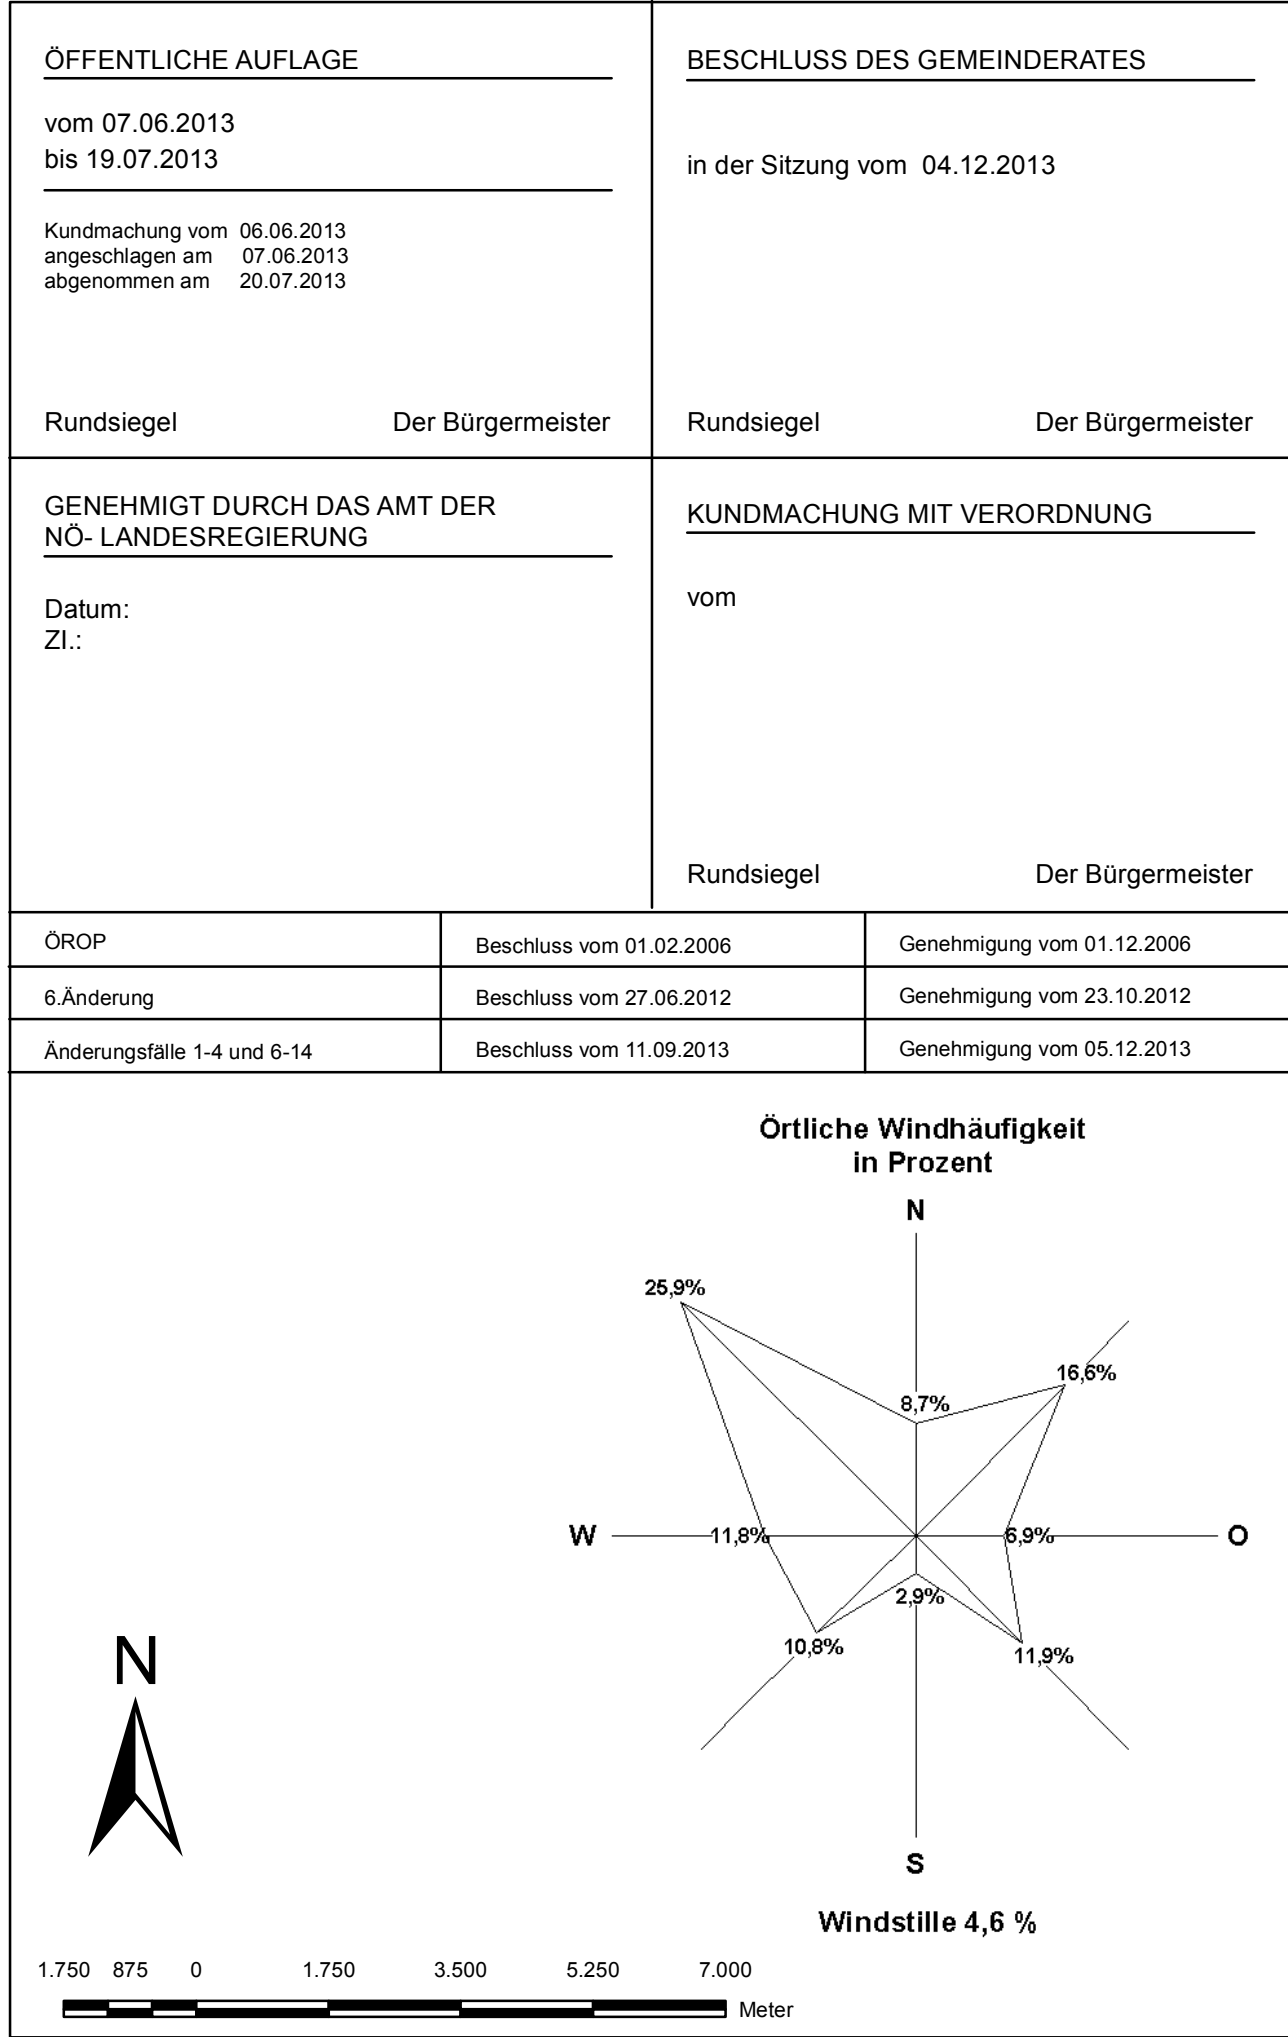 ÖFFENTLICHE AUFLAGE
vom 07.06.2013
bis 19.07.2013
Kundmachung vom 06.06.2013
angeschlagen am 07.06.2013
abgenommen am 20.07.2013
Rundsiegel Der Bürgermeister
BESCHLUSS DES GEMEINDERATES
in der Sitzung vom 04.12.2013
Rundsiegel Der Bürgermeister
GENEHMIGT DURCH DAS AMT DER
NÖ- LANDESREGIERUNG
Datum:
Zl.:
KUNDMACHUNG MIT VERORDNUNG
vom
Rundsiegel Der Bürgermeister
ÖROP Beschluss vom 01.02.2006 Genehmigung vom 01.12.2006
6.Änderung Beschluss vom 27.06.2012 Genehmigung vom 23.10.2012
Änderungsfälle 1-4 und 6-14 Beschluss vom 11.09.2013 Genehmigung vom 05.12.2013
Örtliche Windhäufigkeit
in Prozent
N
25,9%
16,6%
8,7%
W 11,8% 6,9% O
2,9%
10,8% 11,9%
N
S
Windstille 4,6 %
1.750 875 0 1.750 3.500 5.250 7.000
Meter